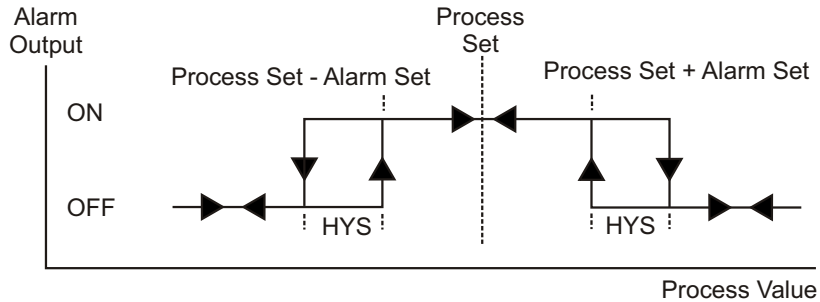 Alarm
Output
Process
Set
Process Set - Alarm Set
Process Set + Alarm Set
ON
OFF
HYS
HYS
Process Value